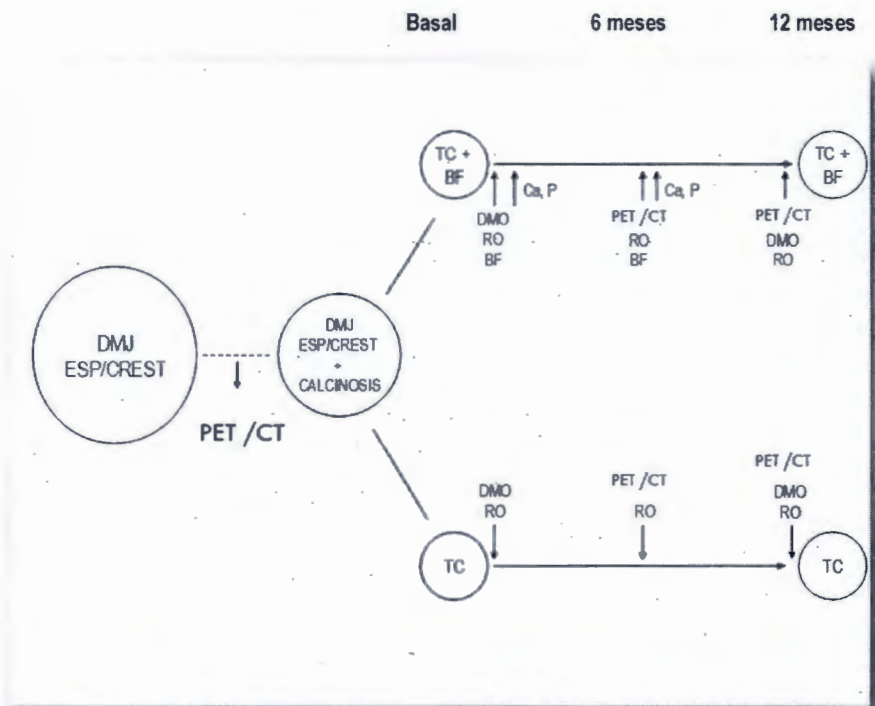 Basal 6 meses 12 meses
TC +
BF
Ca, P
Ca, P
TC +
BF
DMO
RO
BF
PET /CT
RO
BF
PET /CT
DMO
RO
DMJ
ESP/CREST
PET /CT
DMJ
ESP/CREST
+
CALCINOSIS
DMO
RO
PET /CT
RO
PET /CT
DMO
RO
TC
TC